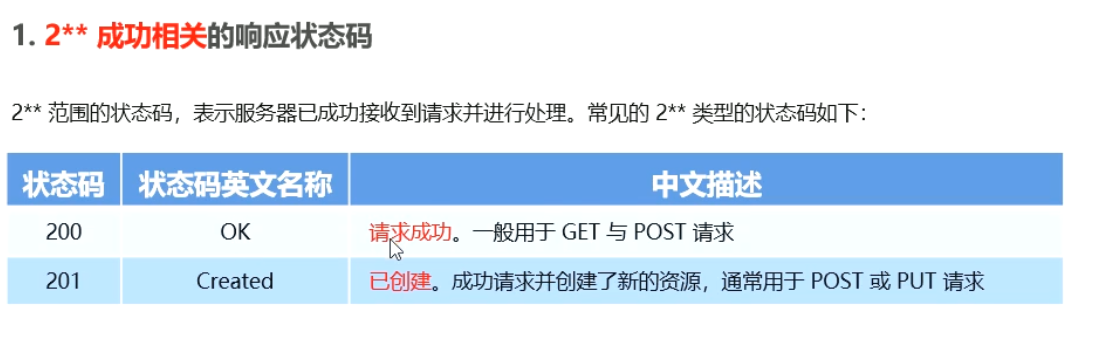 1. 2** 成功相关的响应状态码
2** 范围的状态码，表示服务器已成功接收到请求并进行处理。常见的 2** 类型的状态码如下：
状态码 状态码英文名称 中文描述
200 OK 请求成功。一般用于 GET 与 POST 请求
201 Created 已创建。成功请求并创建了新的资源，通常用于 POST 或 PUT 请求